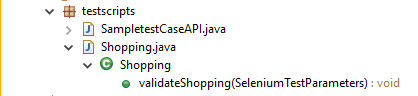 testscripts
SampletestCaseAPI.java
Shopping.java
Shopping
validateShopping(SeleniumTestParameters) : void